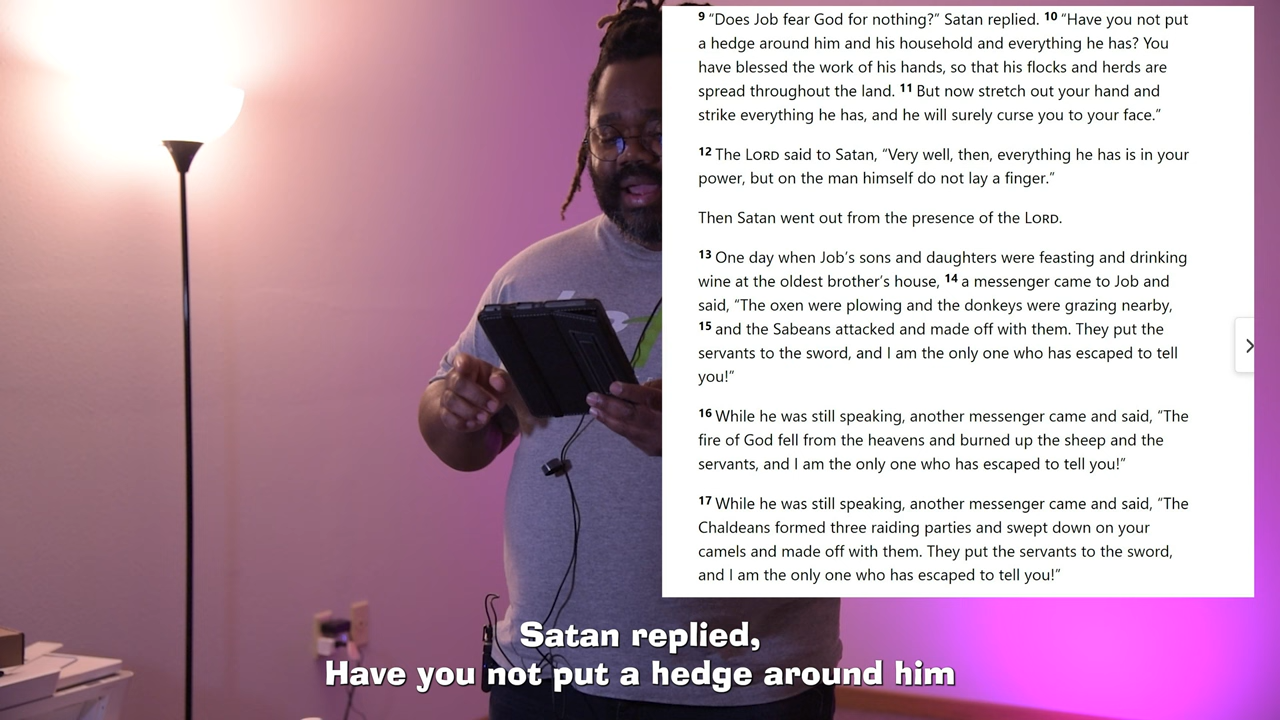 9 “Does Job fear God for nothing?” Satan replied. 10 “Have you not put
a hedge around him and his household and everything he has? You
have blessed the work of his hands, so that his flocks and herds are
spread throughout the land. 11 But now stretch out your hand and
strike everything he has, and he will surely curse you to your face.”
12 The LORD said to Satan, “Very well, then, everything he has is in your
power, but on the man himself do not lay a finger.”
Then Satan went out from the presence of the LORD.
13 One day when Job’s sons and daughters were feasting and drinking
wine at the oldest brother’s house, 14 a messenger came to Job and
said, “The oxen were plowing and the donkeys were grazing nearby,
15 and the Sabeans attacked and made off with them. They put the
servants to the sword, and I am the only one who has escaped to tell
you!”
16 While he was still speaking, another messenger came and said, “The
fire of God fell from the heavens and burned up the sheep and the
servants, and I am the only one who has escaped to tell you!”
17 While he was still speaking, another messenger came and said, “The
Chaldeans formed three raiding parties and swept down on your
camels and made off with them. They put the servants to the sword,
and I am the only one who has escaped to tell you!”
Satan replied,
Have you not put a hedge around him